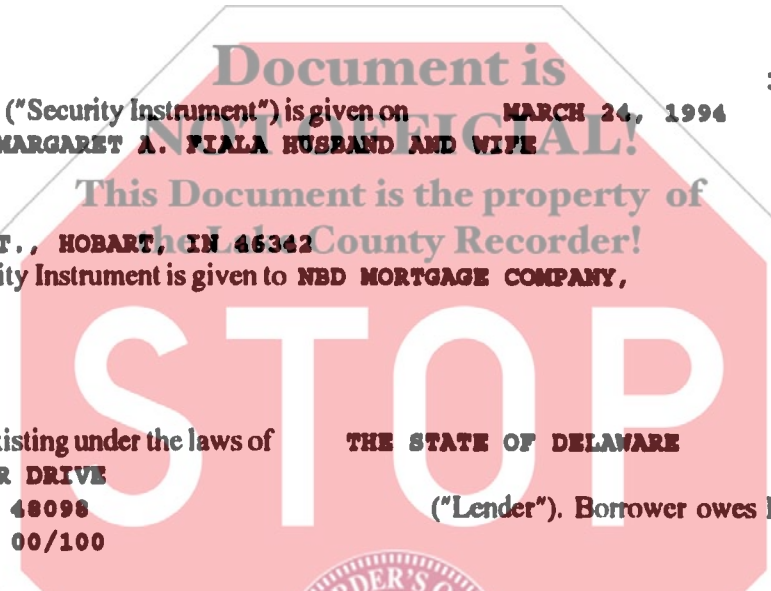 Document is
("Security Instrument") is given on MARCH 24, 1994
NOT OFFICIAL!
MARGARET A. FIALA HUSBAND AND WIFE
This Document is the property of
T., HOBART, IN 46342
the Lake County Recorder!
ity Instrument is given to NBD MORTGAGE COMPANY,
STOP
xisting under the laws of THE STATE OF DELAWARE
R DRIVE
48098 ("Lender"). Borrower owes
00/100
RDER'S O